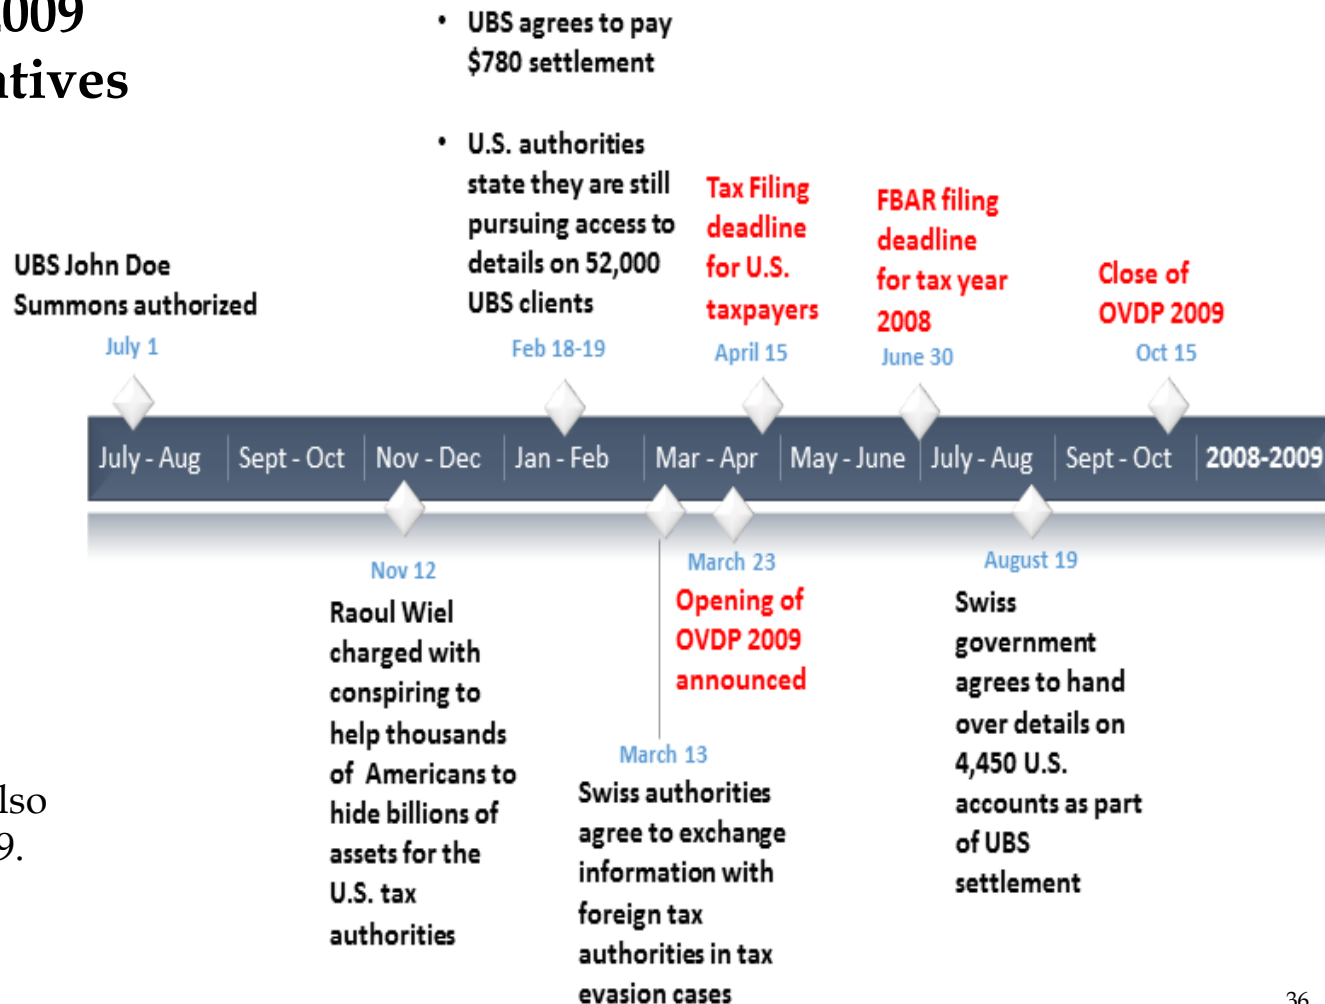 2009
ntives
• UBS agrees to pay
$780 settlement
• U.S. authorities
state they are still
pursuing access to
details on 52,000
UBS clients
UBS John Doe
Summons authorized
July 1
Feb 18-19
Tax Filing
deadline
for U.S.
taxpayers
April 15
FBAR filing
deadline
for tax year
2008
June 30
Close of
OVDP 2009
Oct 15
July - Aug
Sept - Oct
Nov - Dec
Jan - Feb
Mar - Apr
May - June
July - Aug
Sept - Oct
2008-2009
Nov 12
Raoul Wiel
charged with
conspiring to
help thousands
of Americans to
hide billions of
assets for the
U.S. tax
authorities
March 13
Swiss authorities
agree to exchange
information with
foreign tax
authorities in tax
evasion cases
March 23
Opening of
OVDP 2009
announced
August 19
Swiss
government
agrees to hand
over details on
4,450 U.S.
accounts as part
of UBS
settlement
lso
9.
36